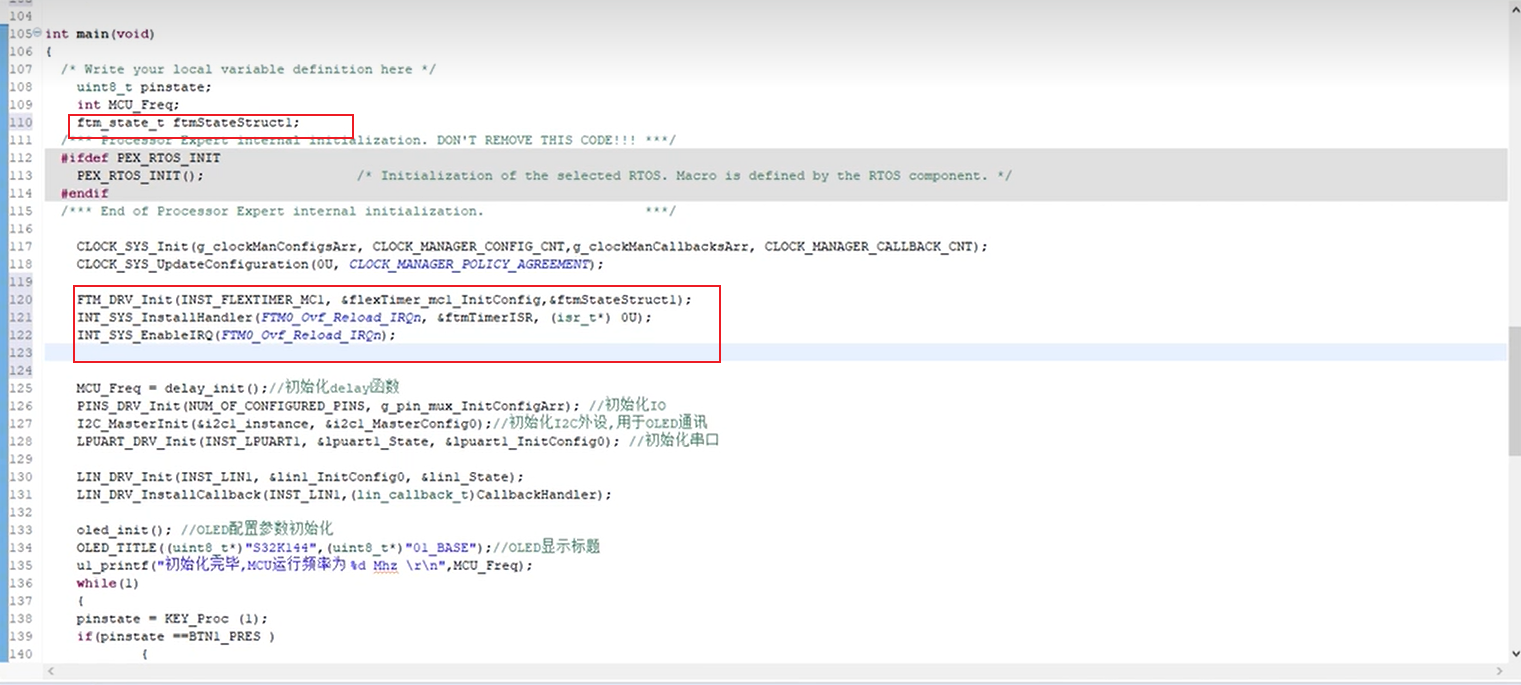 104
105 int main(void)
106 {
107 /* Write your local variable definition here */
108 uint8_t pinstate;
109 int MCU_Freq;
110 ftm_state_t ftmStateStruct1;
111 /*** Processor Expert internal initialization. DON'T REMOVE THIS CODE!!! ***/
112 #ifdef PEX_RTOS_INIT
113 PEX_RTOS_INIT(); /* Initialization of the selected RTOS. Macro is defined by the RTOS component. */
114 #endif
115 /*** End of Processor Expert internal initialization. ***/
116
117 CLOCK_SYS_Init(g_clockManConfigsArr, CLOCK_MANAGER_CONFIG_CNT,g_clockManCallbacksArr, CLOCK_MANAGER_CALLBACK_CNT);
118 CLOCK_SYS_UpdateConfiguration(0U, CLOCK_MANAGER_POLICY_AGREEMENT);
119
120 FTM_DRV_Init(INST_FLEXTIMER_MC1, &flexTimer_mc1_InitConfig,&ftmStateStruct1);
121 INT_SYS_InstallHandler(FTM0_Ovf_Reload_IRQn, &ftmTimerISR, (isr_t*) 0U);
122 INT_SYS_EnableIRQ(FTM0_Ovf_Reload_IRQn);
123
124
125 MCU_Freq = delay_init();//初始化delay函数
126 PINS_DRV_Init(NUM_OF_CONFIGURED_PINS, g_pin_mux_InitConfigArr); //初始化IO
127 I2C_MasterInit(&i2c1_instance, &i2c1_MasterConfig0);//初始化I2C外设,用于OLED通讯
128 LPUART_DRV_Init(INST_LPUART1, &lpuart1_State, &lpuart1_InitConfig0); //初始化串口
129
130 LIN_DRV_Init(INST_LIN1, &lin1_InitConfig0, &lin1_State);
131 LIN_DRV_InstallCallback(INST_LIN1,(lin_callback_t)CallbackHandler);
132
133 oled_init(); //OLED配置参数初始化
134 OLED_TITLE((uint8_t*)"S32K144",(uint8_t*)"01_BASE");//OLED显示标题
135 u1_printf("初始化完毕,MCU运行频率为 %d Mhz \r\n",MCU_Freq);
136 while(1)
137 {
138 pinstate = KEY_Proc (1);
139 if(pinstate ==BTN1_PRES )
140 {